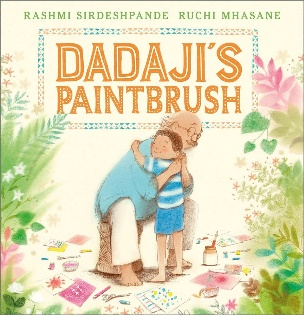 RASHMI SIRDESHPANDE RUCHI MHASANE
DADAJI'S
PAINTBRUSH